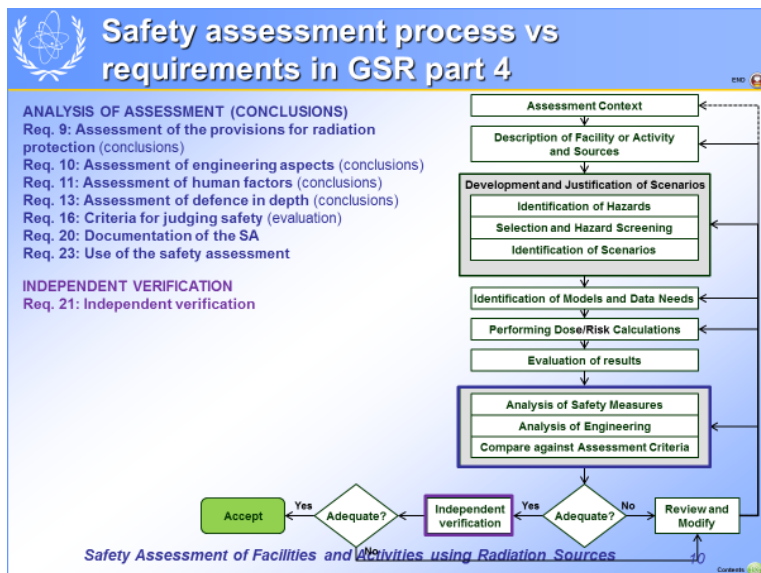 Safety assessment process vs
requirements in GSR part 4
END
ANALYSIS OF ASSESSMENT (CONCLUSIONS)
Req. 9: Assessment of the provisions for radiation
protection (conclusions)
Req. 10: Assessment of engineering aspects (conclusions)
Req. 11: Assessment of human factors (conclusions)
Req. 13: Assessment of defence in depth (conclusions)
Req. 16: Criteria for judging safety (evaluation)
Req. 20: Documentation of the SA
Req. 23: Use of the safety assessment
INDEPENDENT VERIFICATION
Req. 21: Independent verification
Assessment Context
Description of Facility or Activity
and Sources
Development and Justification of Scenarios
Identification of Hazards
Selection and Hazard Screening
Identification of Scenarios
Identification of Models and Data Needs
Performing Dose/Risk Calculations
Evaluation of results
Analysis of Safety Measures
Analysis of Engineering
Compare against Assessment Criteria
Accept
Yes
Adequate?
Independent
verification
Yes
Adequate?
No
Review and
Modify
No
Safety Assessment of Facilities and Activities using Radiation Sources
10
Contents